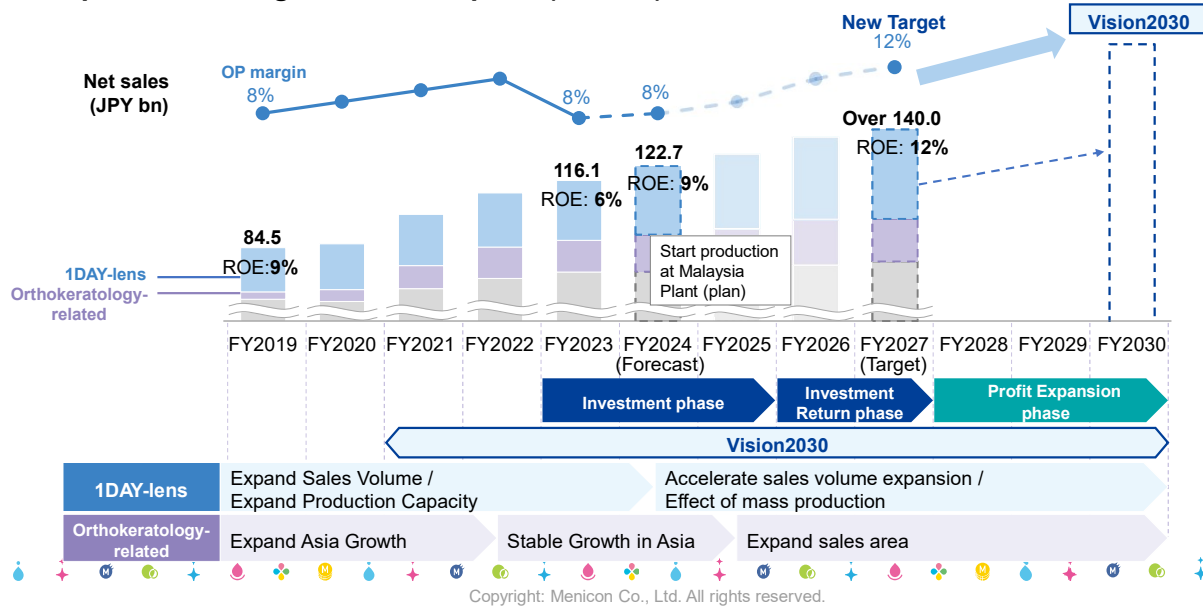 Vision2030
New Target
12%
OP margin
8%
8%
8%
Net sales
(JPY bn)
Over 140.0
ROE: 12%
122.7
ROE: 9%
116.1
ROE: 6%
84.5
ROE:9%
1DAY-lens
Orthokeratology-
related
Start production
at Malaysia
Plant (plan)
FY2019 FY2020 FY2021 FY2022 FY2023 FY2024 FY2025 FY2026 FY2027 FY2028 FY2029 FY2030
(Forecast)
(Target)
Investment phase
Investment
Return phase
Profit Expansion
phase
Vision2030
1DAY-lens
Expand Sales Volume /
Expand Production Capacity
Accelerate sales volume expansion /
Effect of mass production
Orthokeratology-
related
Expand Asia Growth
Stable Growth in Asia
Expand sales area
Copyright: Menicon Co., Ltd. All rights reserved.